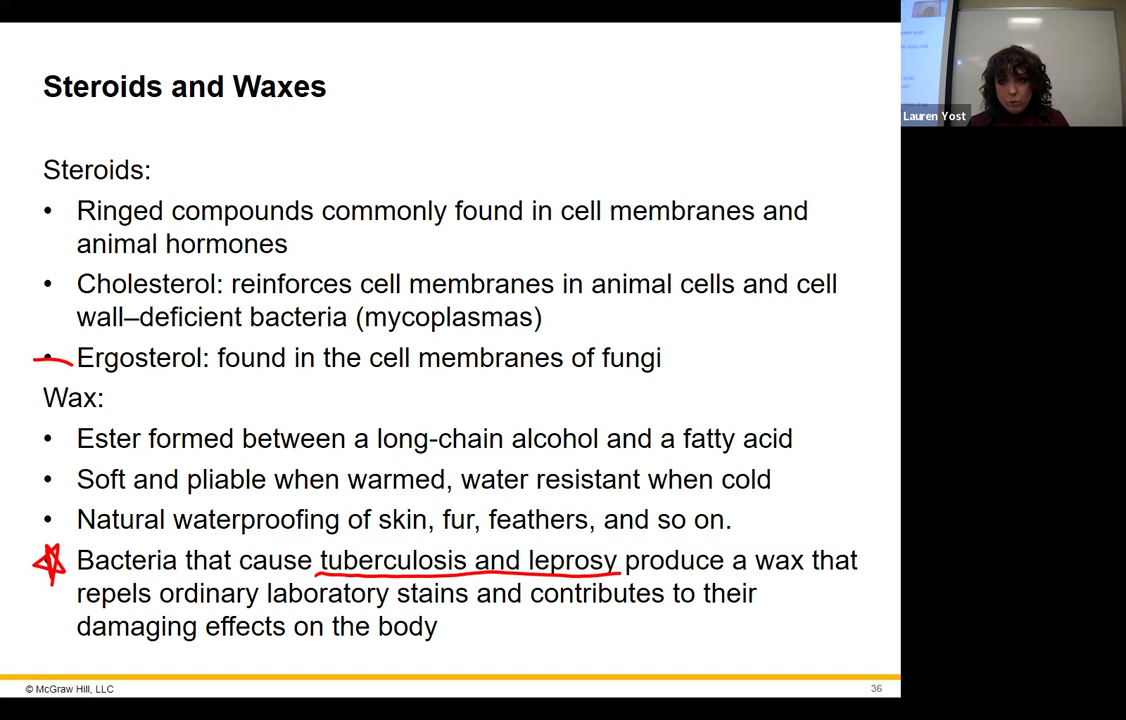 Steroids and Waxes
Steroids:
• Ringed compounds commonly found in cell membranes and
animal hormones
• Cholesterol: reinforces cell membranes in animal cells and cell
wall–deficient bacteria (mycoplasmas)
• Ergosterol: found in the cell membranes of fungi
Wax:
• Ester formed between a long-chain alcohol and a fatty acid
• Soft and pliable when warmed, water resistant when cold
• Natural waterproofing of skin, fur, feathers, and so on.
Bacteria that cause tuberculosis and leprosy produce a wax that
repels ordinary laboratory stains and contributes to their
damaging effects on the body
© McGraw Hill, LLC
36
Lauren Yost